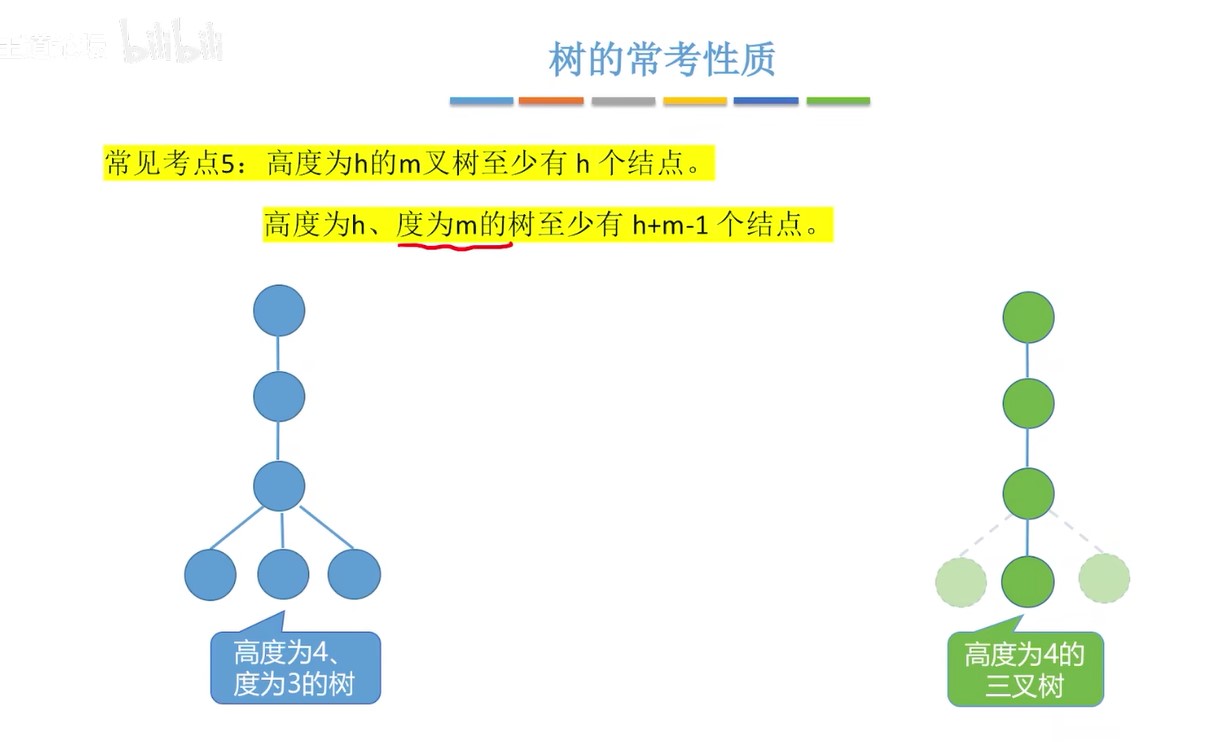 bilibili
树的常考性质
常见考点5：高度为h的m叉树至少有 h 个结点。
高度为h、度为m的树至少有 h+m-1 个结点。
高度为4、
度为3的树
高度为4的
三叉树